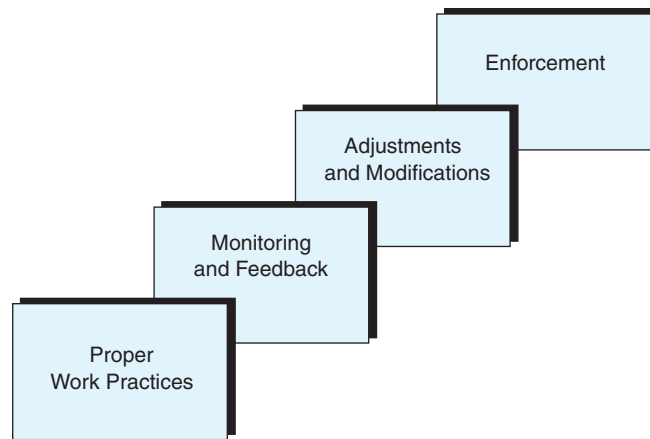 Enforcement
Adjustments
and Modifications
Monitoring
and Feedback
Proper
Work Practices